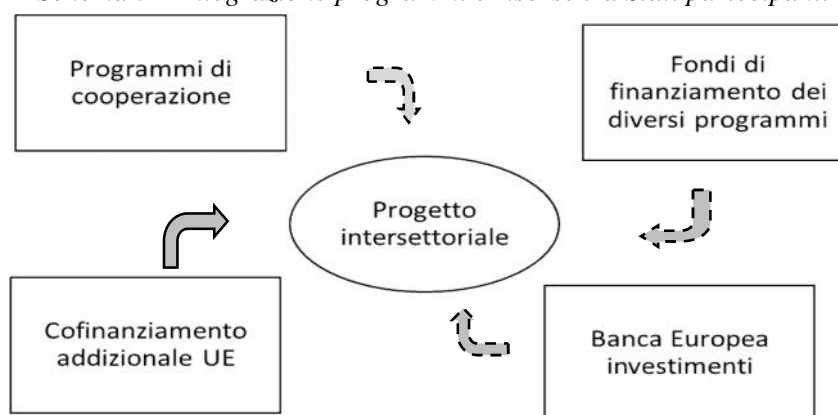 Programmi di
cooperazione
Fondi di
finanziamento dei
diversi programmi
Progetto
intersettoriale
Cofinanziamento
addizionale UE
Banca Europea
investimenti